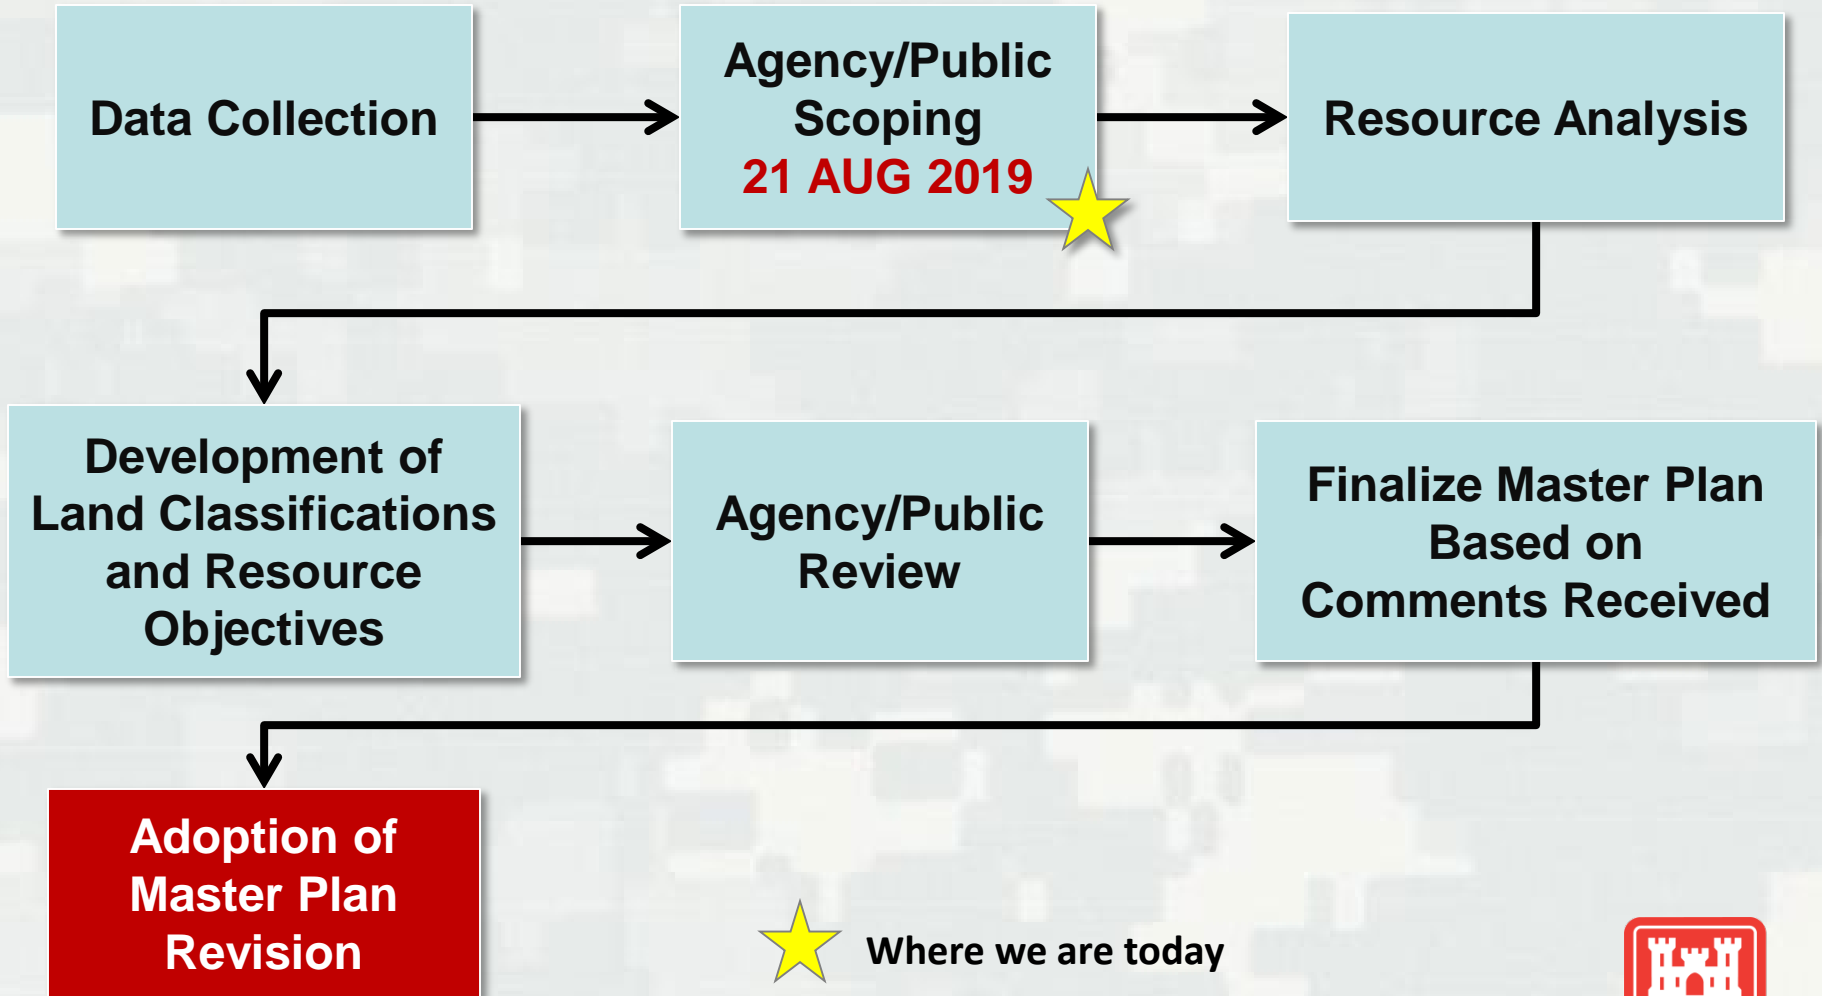 Data Collection
Agency/Public
Scoping
21 AUG 2019
Resource Analysis
Development of
Land Classifications
and Resource
Objectives
Agency/Public
Review
Finalize Master Plan
Based on
Comments Received
Adoption of
Master Plan
Revision
Where we are today